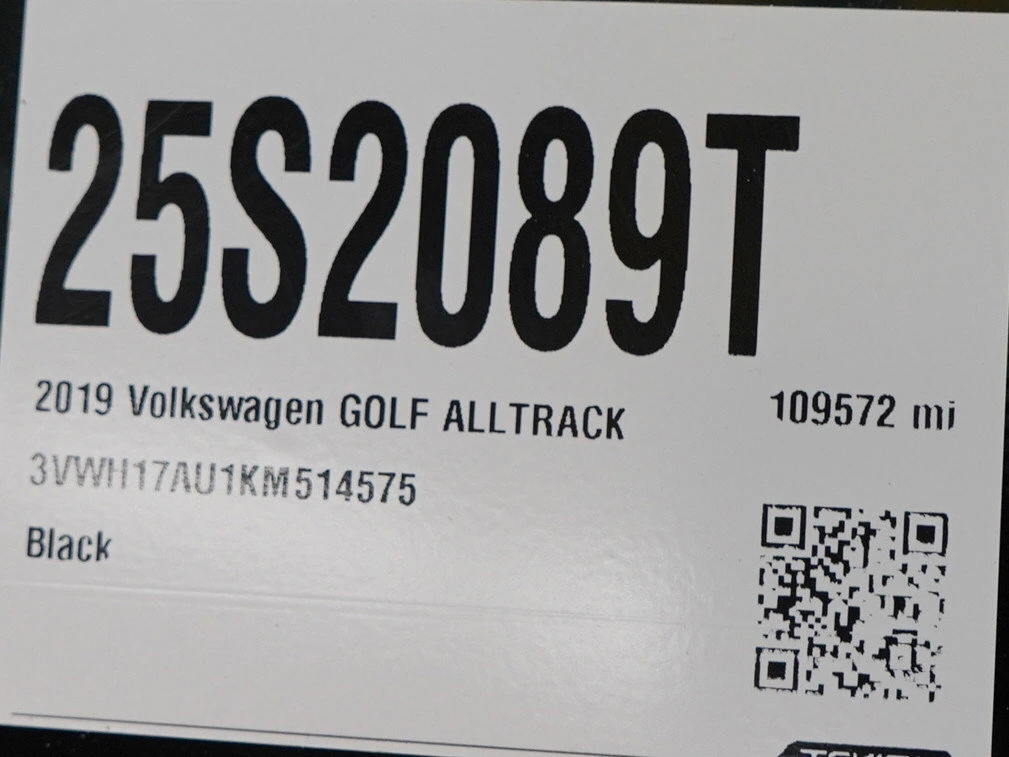 25S2089T
2019 Volkswagen GOLF ALLTRACK 109572 mi
3VWH17AU1KM514575
Black